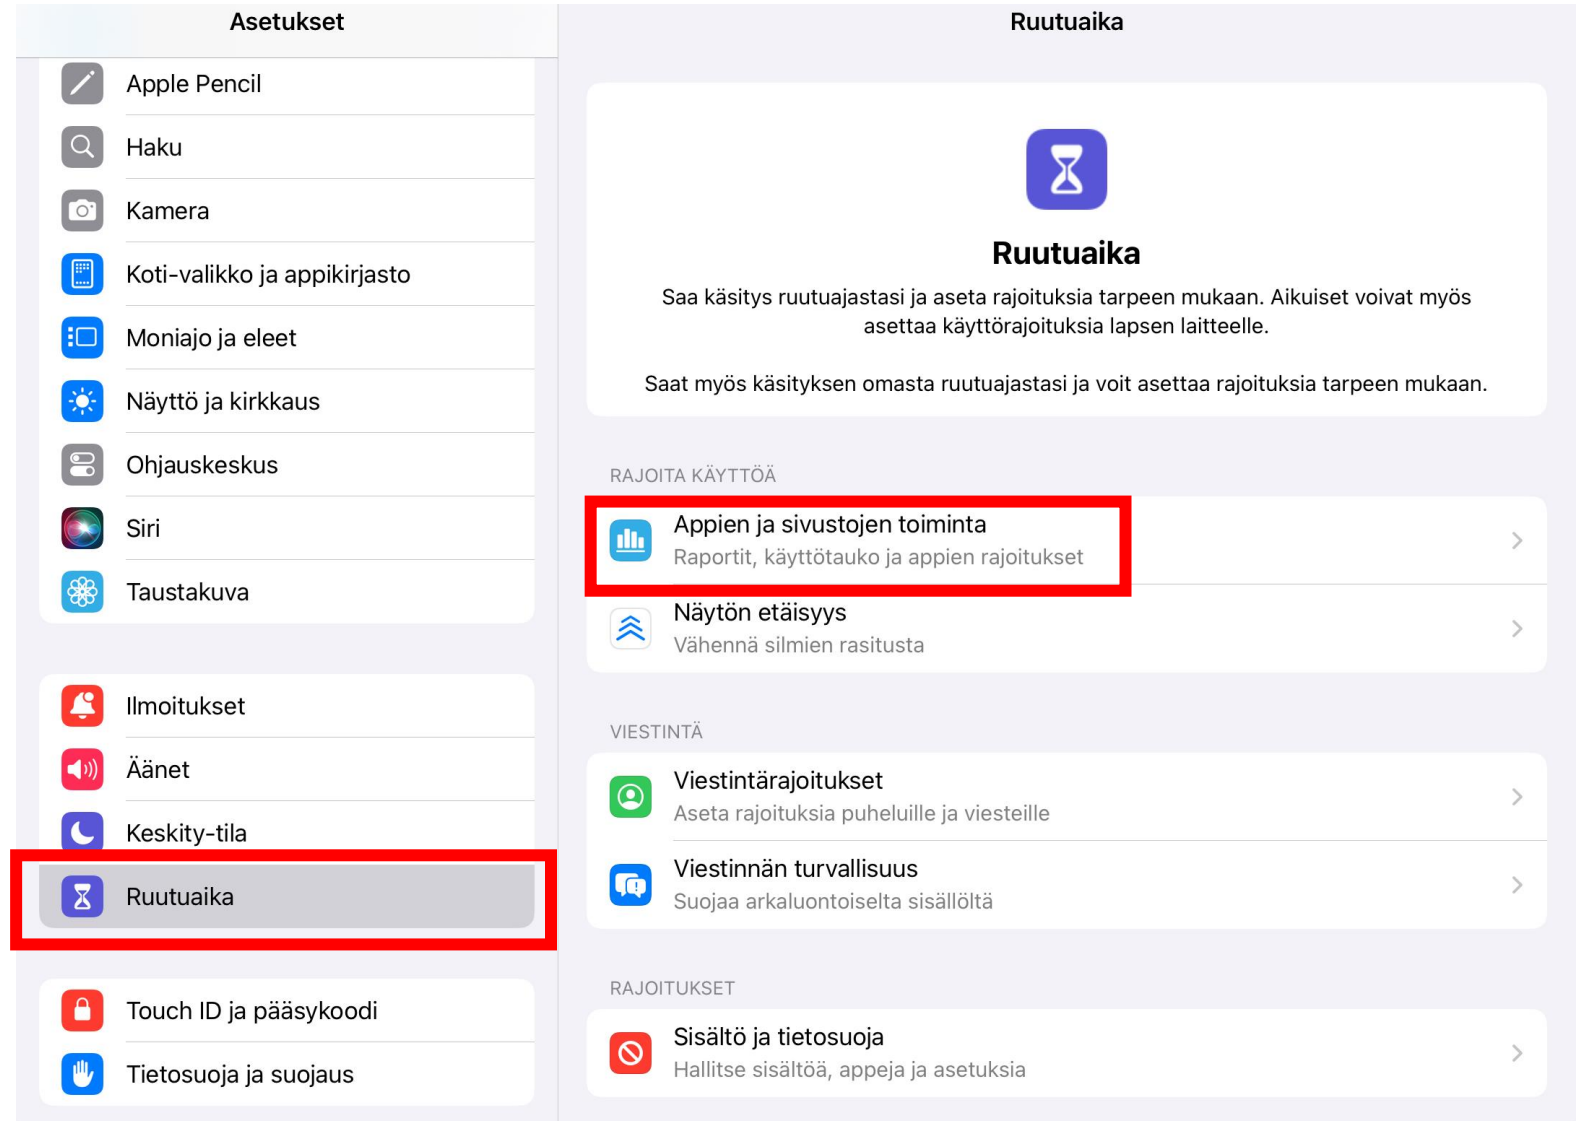 Asetukset
Apple Pencil
Haku
Kamera
Koti-valikko ja appikirjasto
Moniajo ja eleet
Näyttö ja kirkkaus
Ohjauskeskus
Siri
Taustakuva
Ilmoitukset
Äänet
Keskity-tila
Ruutuaika
Touch ID ja pääsykoodi
Tietosuoja ja suojaus
Ruutuaika
Ruutuaika
Saa käsitys ruutuajastasi ja aseta rajoituksia tarpeen mukaan. Aikuiset voivat myös
asettaa käyttörajoituksia lapsen laitteelle.
Saat myös käsityksen omasta ruutuajastasi ja voit asettaa rajoituksia tarpeen mukaan.
RAJOITA KÄYTTÖÄ
Appien ja sivustojen toiminta
Raportit, käyttötauko ja appien rajoitukset
Näytön etäisyys
Vähennä silmien rasitusta
VIESTINTÄ
Viestintärajoitukset
Aseta rajoituksia puheluille ja viesteille
Viestinnän turvallisuus
Suojaa arkaluontoiselta sisällöltä
RAJOITUKSET
Sisältö ja tietosuoja
Hallitse sisältöä, appeja ja asetuksia